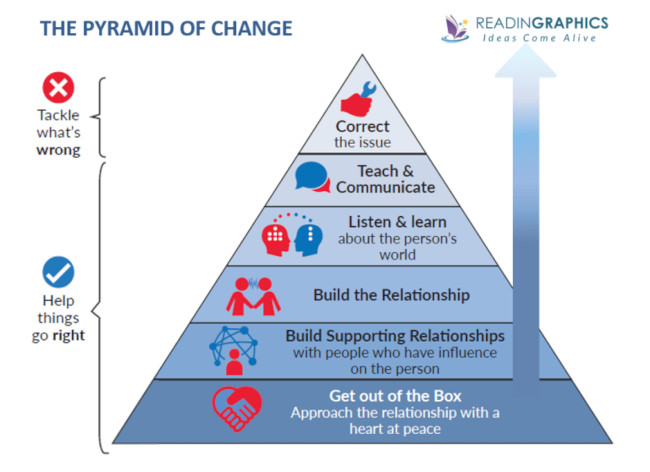 THE PYRAMID OF CHANGE
READINGRAPHICS
Ideas Come Alive
Tackle
what's
wrong
Correct
the issue
Teach &
Communicate
Listen & learn
about the person's
world
Help
things
go right
Build the Relationship
Build Supporting Relationships
with people who have influence
on the person
Get out of the Box
Approach the relationship with a
heart at peace